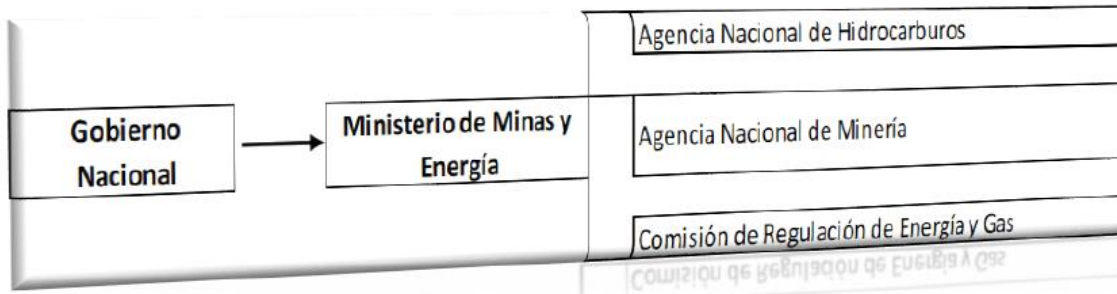 Gobierno
Nacional
Ministerio de Minas y
Energía
Agencia Nacional de Hidrocarburos
Agencia Nacional de Minería
Comisión de Regulación de Energía y Gas